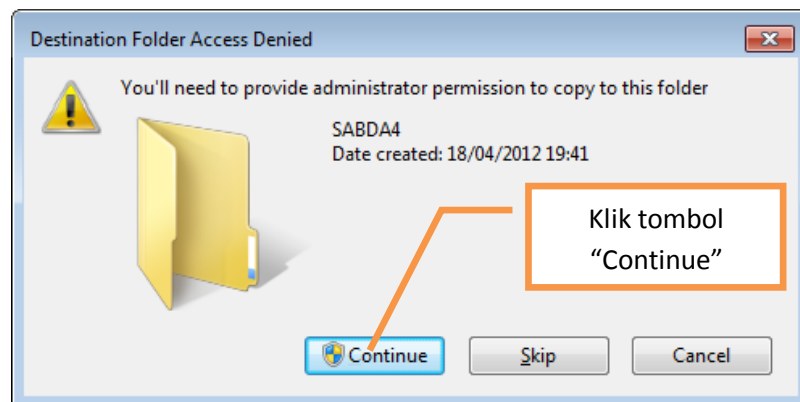 Destination Folder Access Denied
You'll need to provide administrator permission to copy to this folder
SABDA4
Date created: 18/04/2012 19:41
Klik tombol
“Continue”
Continue
Skip
Cancel